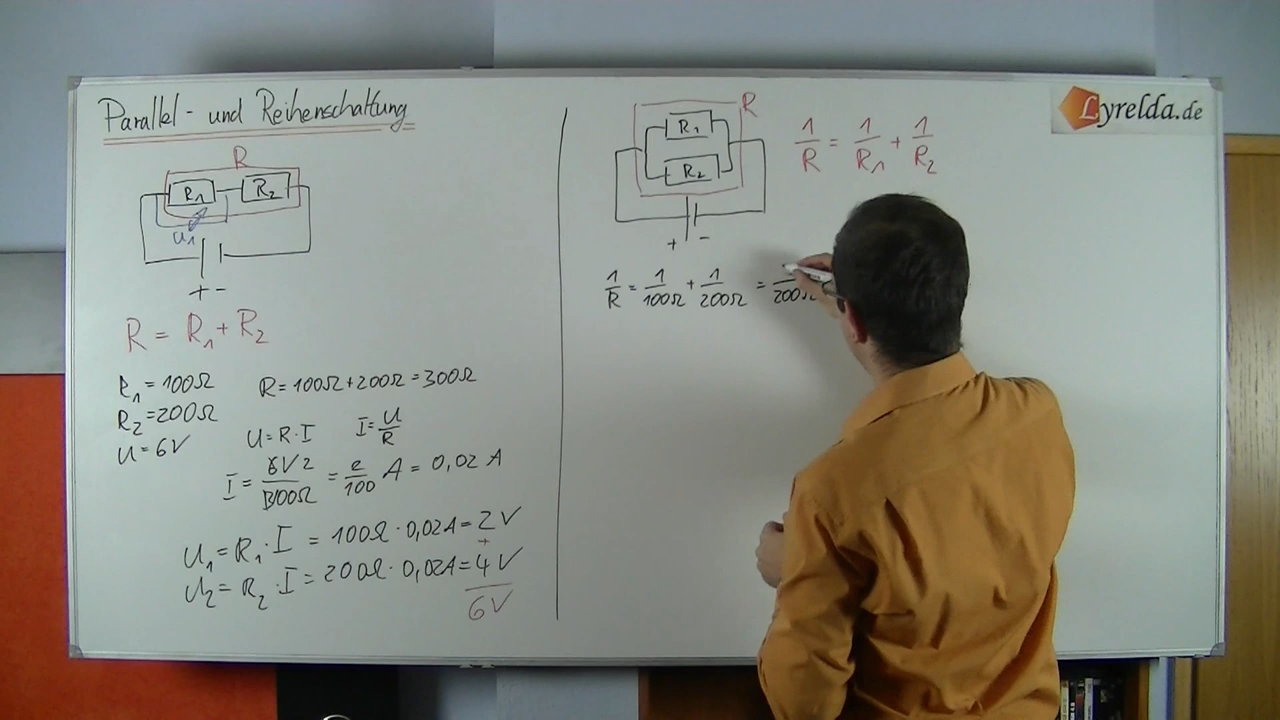 Parallel- und Reihenschaltung
R
R1 R2
U1
+ -
R = R1 + R2
R1 = 100Ω R = 100Ω + 200Ω = 300Ω
R2 = 200Ω
U = 6V U = R · I I = U/R
I = 6V 2/300Ω = 2/100 A = 0,02 A
U1 = R1 · I = 100Ω · 0,02A = 2V
+
U2 = R2 · I = 200Ω · 0,02A = 4V
6V
R
R1
R2
+ -
1/R = 1/R1 + 1/R2
1/R = 1/100Ω + 1/200Ω = /200Ω
Lyrelda.de